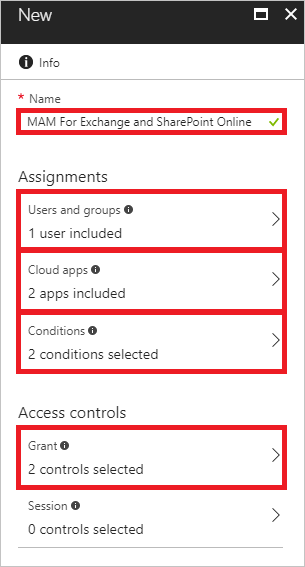 New
Info
* Name
MAM For Exchange and SharePoint Online
Assignments
Users and groups
1 user included
Cloud apps
2 apps included
Conditions
2 conditions selected
Access controls
Grant
2 controls selected
Session
0 controls selected